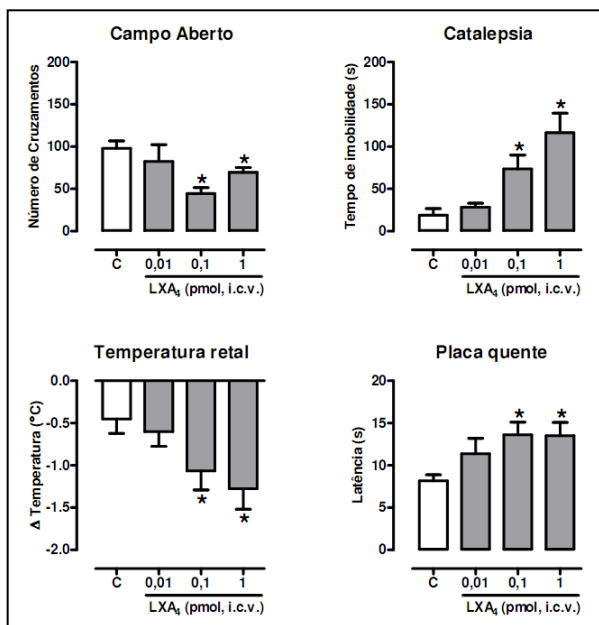 Campo Aberto
Número de Cruzamentos
200
150
100
50
0
*
*
C 0,01 0,1 1
LXA₄ (pmol, i.c.v.)
Catalepsia
Tempo de imobilidade (s)
200
150
100
50
0
*
*
C 0,01 0,1 1
LXA₄ (pmol, i.c.v.)
Temperatura retal
Δ Temperatura (°C)
0.0
-0.5
-1.0
-1.5
-2.0
*
*
C 0,01 0,1 1
LXA₄ (pmol, i.c.v.)
Placa quente
Latência (s)
20
15
10
5
0
*
*
C 0,01 0,1 1
LXA₄ (pmol, i.c.v.)